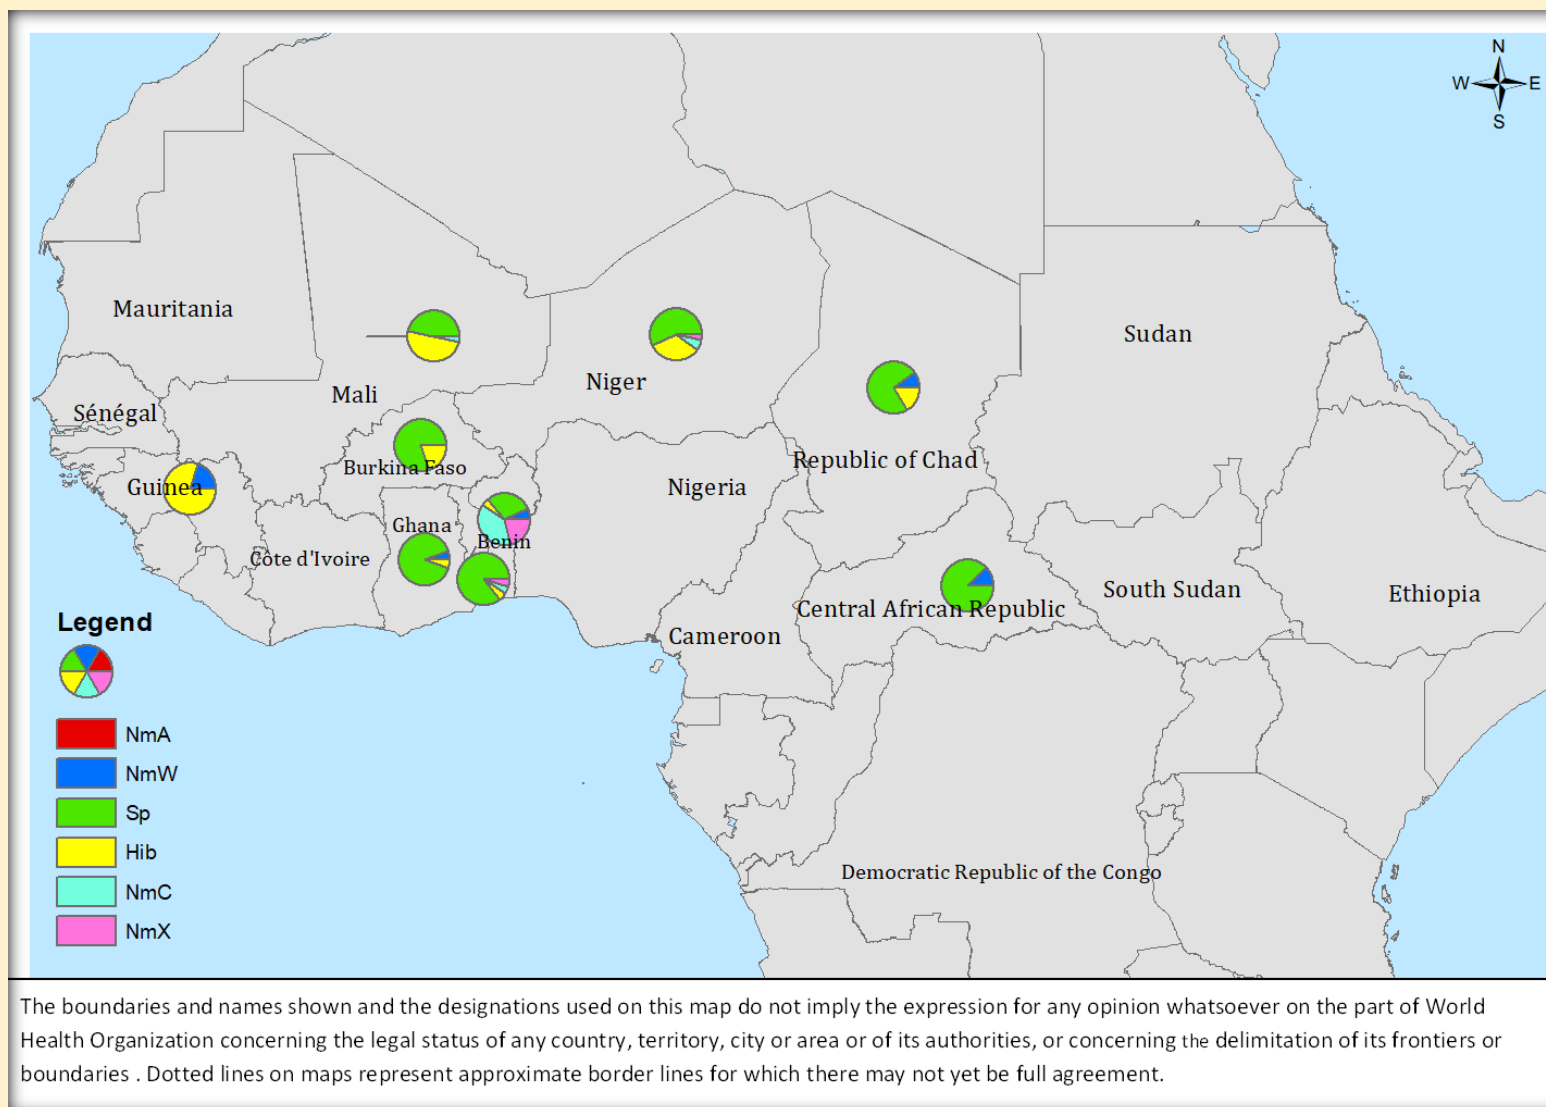 N
W
E
S
Mauritania
Sudan
Niger
Mali
Sénégal
Republic of Chad
Burkina Faso
Guinea
Nigeria
Ghana
Benin
Côte d'Ivoire
South Sudan
Ethiopia
Central African Republic
Cameroon
Legend
NmA
NmW
Sp
Hib
NmC
NmX
Democratic Republic of the Congo
The boundaries and names shown and the designations used on this map do not imply the expression for any opinion whatsoever on the part of World
Health Organization concerning the legal status of any country, territory, city or area or of its authorities, or concerning the delimitation of its frontiers or
boundaries . Dotted lines on maps represent approximate border lines for which there may not yet be full agreement.